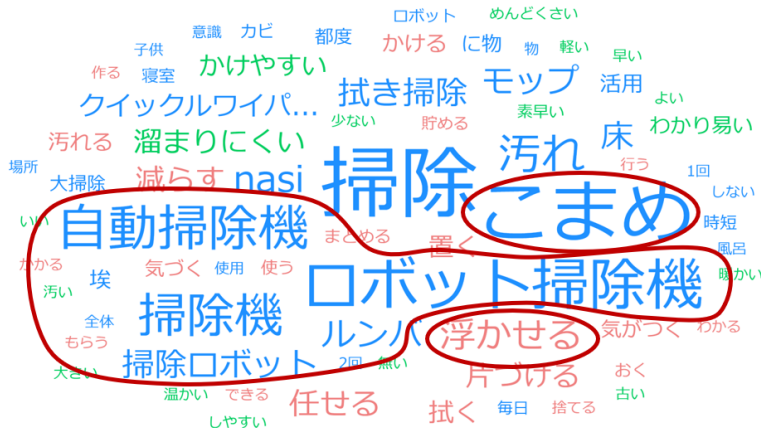 ロボット めんどくさい
意識 カビ 都度 かける に物 物 軽い 早い
子供
作る 寝室 かけやすい 拭き掃除 モップ 活用
クイックルワイパ... 素早い よい
汚れる 溜まりにくい 少ない 貯める 汚れ 床 わかり易い
場所 大掃除 減らす nasi 掃除 行う 1回 しない
いい 自動掃除機 まとめる 置く こまめ 時短
風呂
かかる 埃 気づく 使用 使う ロボット掃除機 暖かい
汚い
全体 掃除機 ルンバ 浮かせる 気がつく わかる
もらう
大きい 掃除ロボット 2回 無い 片づける おく
温かい できる 任せる 拭く 毎日 捨てる 古い
しやすい